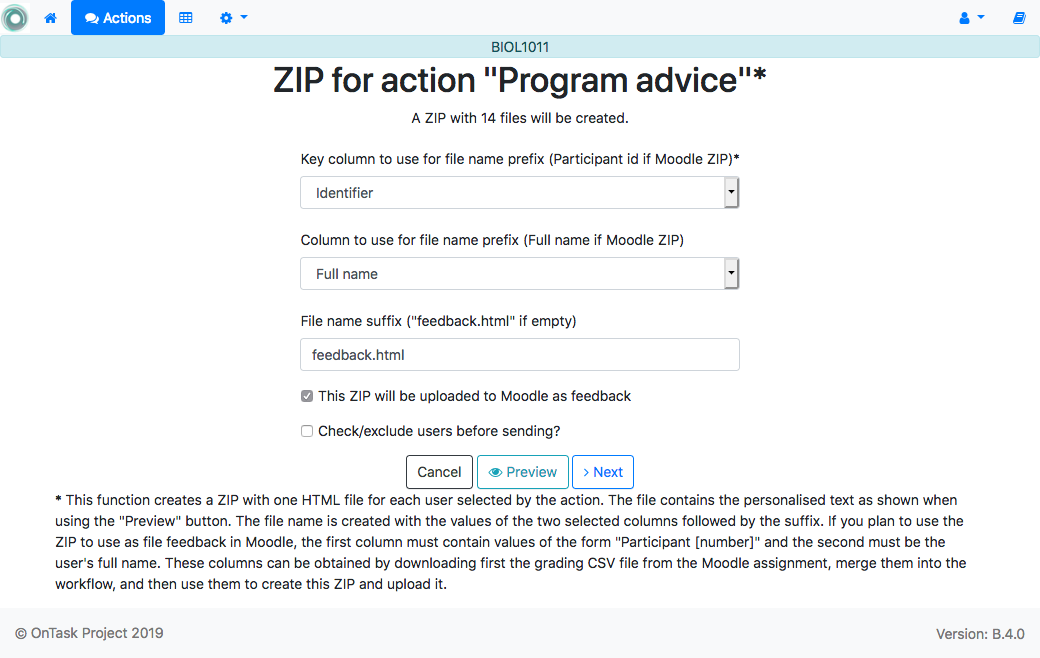 Actions
BIOL1011
ZIP for action "Program advice"*
A ZIP with 14 files will be created.
Key column to use for file name prefix (Participant id if Moodle ZIP)*
Identifier
Column to use for file name prefix (Full name if Moodle ZIP)
Full name
File name suffix ("feedback.html" if empty)
feedback.html
This ZIP will be uploaded to Moodle as feedback
Check/exclude users before sending?
Cancel Preview Next
* This function creates a ZIP with one HTML file for each user selected by the action. The file contains the personalised text as shown when
using the "Preview" button. The file name is created with the values of the two selected columns followed by the suffix. If you plan to use the
ZIP to use as file feedback in Moodle, the first column must contain values of the form "Participant [number]" and the second must be the
user's full name. These columns can be obtained by downloading first the grading CSV file from the Moodle assignment, merge them into the
workflow, and then use them to create this ZIP and upload it.
© OnTask Project 2019 Version: B.4.0